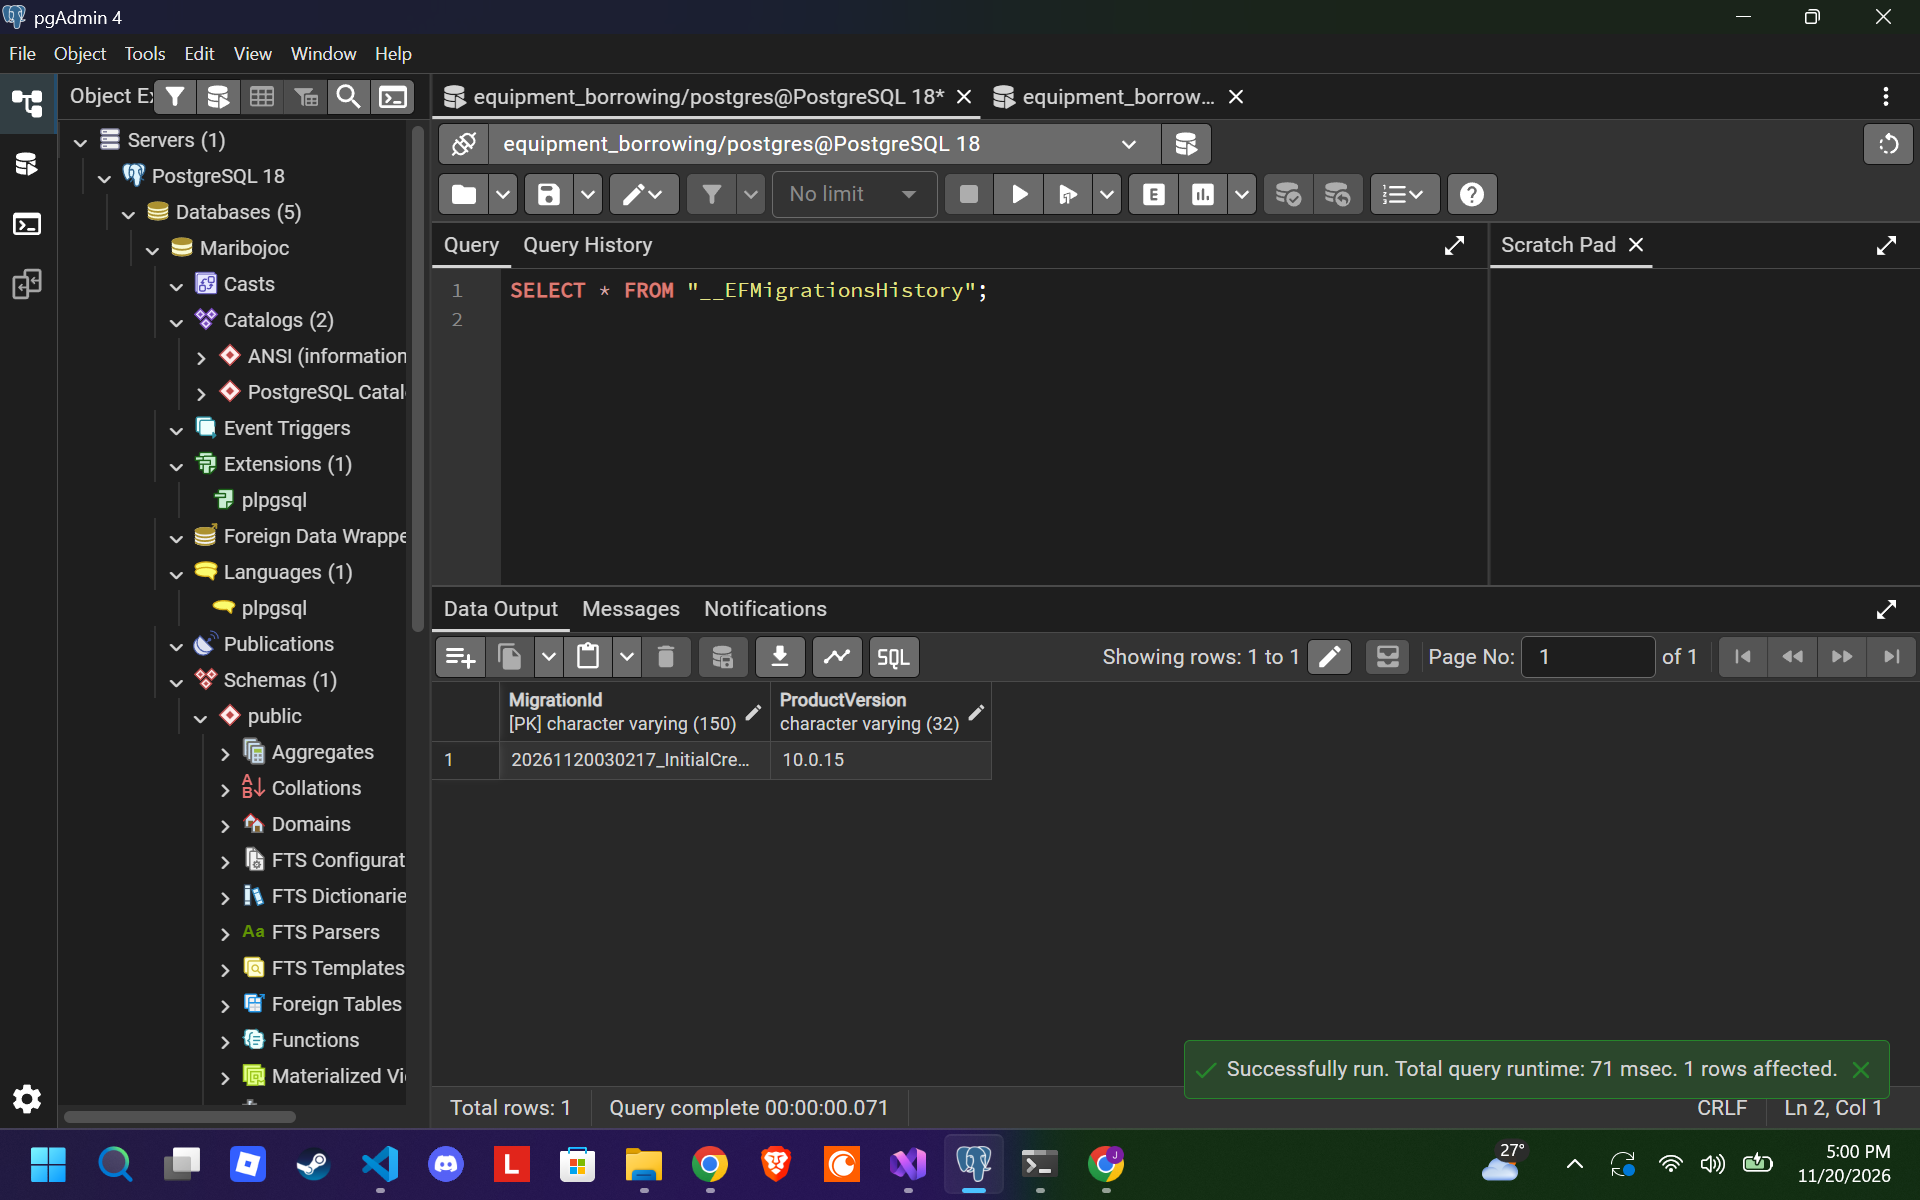 pgAdmin 4
File Object Tools Edit View Window Help
Object Ex
Servers (1)
PostgreSQL 18
Databases (5)
Maribojoc
Casts
Catalogs (2)
ANSI (information
PostgreSQL Catal
Event Triggers
Extensions (1)
plpgsql
Foreign Data Wrappe
Languages (1)
plpgsql
Publications
Schemas (1)
public
Aggregates
Collations
Domains
FTS Configurat
FTS Dictionarie
Aa FTS Parsers
FTS Templates
Foreign Tables
Functions
Materialized Vi
equipment_borrowing/postgres@PostgreSQL 18*
equipment_borrow...
equipment_borrowing/postgres@PostgreSQL 18
No limit
E
Query Query History
Scratch Pad
1 SELECT * FROM "__EFMigrationsHistory";
2
Data Output Messages Notifications
SQL
Showing rows: 1 to 1
Page No: 1 of 1
MigrationId
[PK] character varying (150)
ProductVersion
character varying (32)
1 20261120030217_InitialCre... 10.0.15
Successfully run. Total query runtime: 71 msec. 1 rows affected.
Total rows: 1 Query complete 00:00:00.071
CRLF Ln 2, Col 1
L
J
27°
5:00 PM
11/20/2026